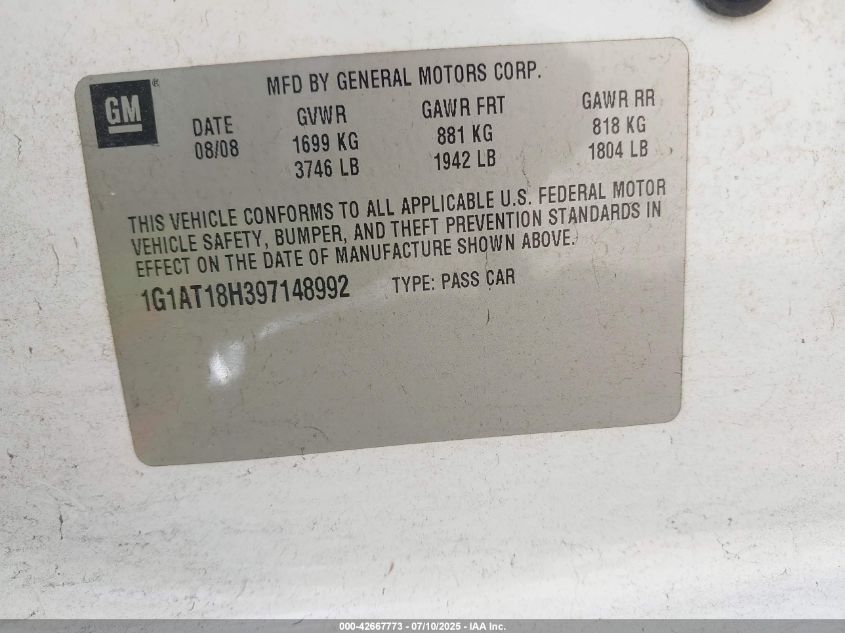 MFD BY GENERAL MOTORS CORP.
GM®
DATE GVWR GAWR FRT GAWR RR
08/08 1699 KG 881 KG 818 KG
3746 LB 1942 LB 1804 LB
THIS VEHICLE CONFORMS TO ALL APPLICABLE U.S. FEDERAL MOTOR
VEHICLE SAFETY, BUMPER, AND THEFT PREVENTION STANDARDS IN
EFFECT ON THE DATE OF MANUFACTURE SHOWN ABOVE.
1G1AT18H397148992 TYPE: PASS CAR
000-42667773 - 07/10/2025 - IAA Inc.